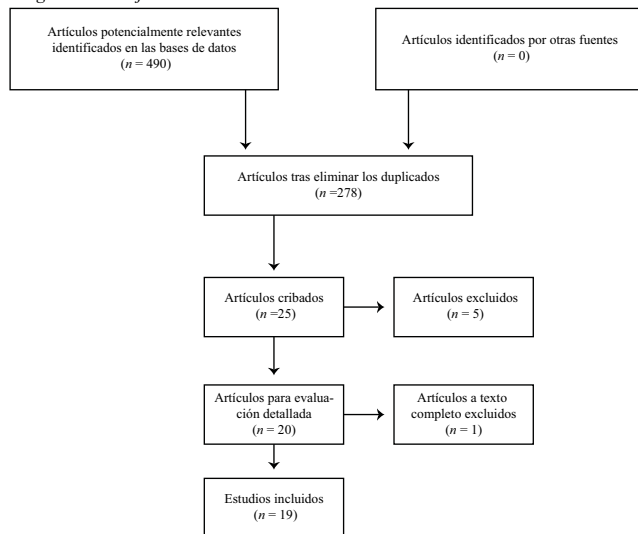 Artículos potencialmente relevantes
identificados en las bases de datos
(n = 490)
Artículos identificados por otras fuentes
(n = 0)
Artículos tras eliminar los duplicados
(n =278)
Artículos cribados
(n =25)
Artículos excluidos
(n = 5)
Artículos para evalua-
ción detallada
(n = 20)
Artículos a texto
completo excluidos
(n = 1)
Estudios incluidos
(n = 19)